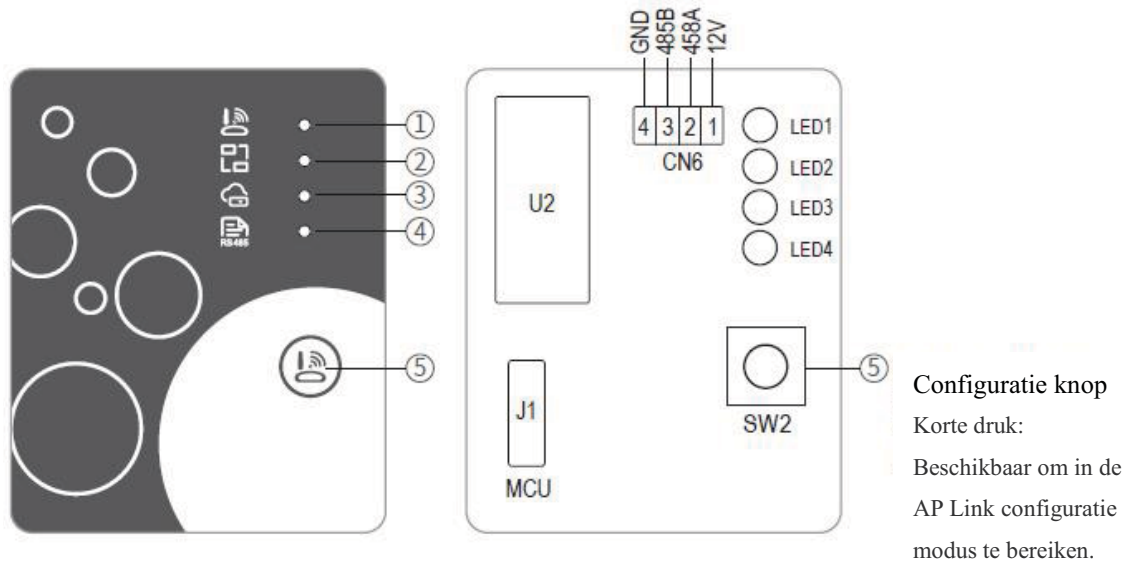 ①
②
③
④
RS485
⑤
GND
485B
458A
12V
4 3 2 1
CN6
LED1
LED2
LED3
LED4
U2
J1
MCU
SW2
⑤
Configuratie knop
Korte druk:
Beschikbaar om in de
AP Link configuratie
modus te bereiken.